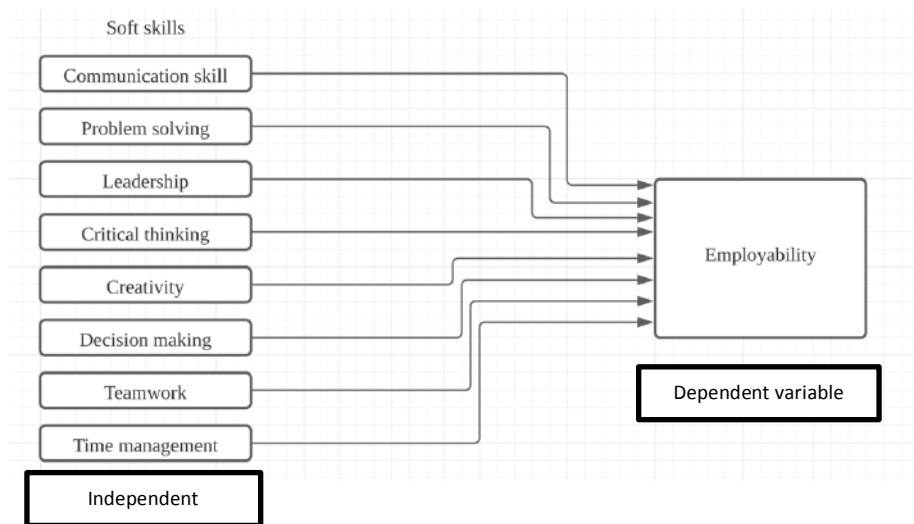 Soft skills
Communication skill
Problem solving
Leadership
Critical thinking
Creativity
Decision making
Teamwork
Time management
Independent
Employability
Dependent variable